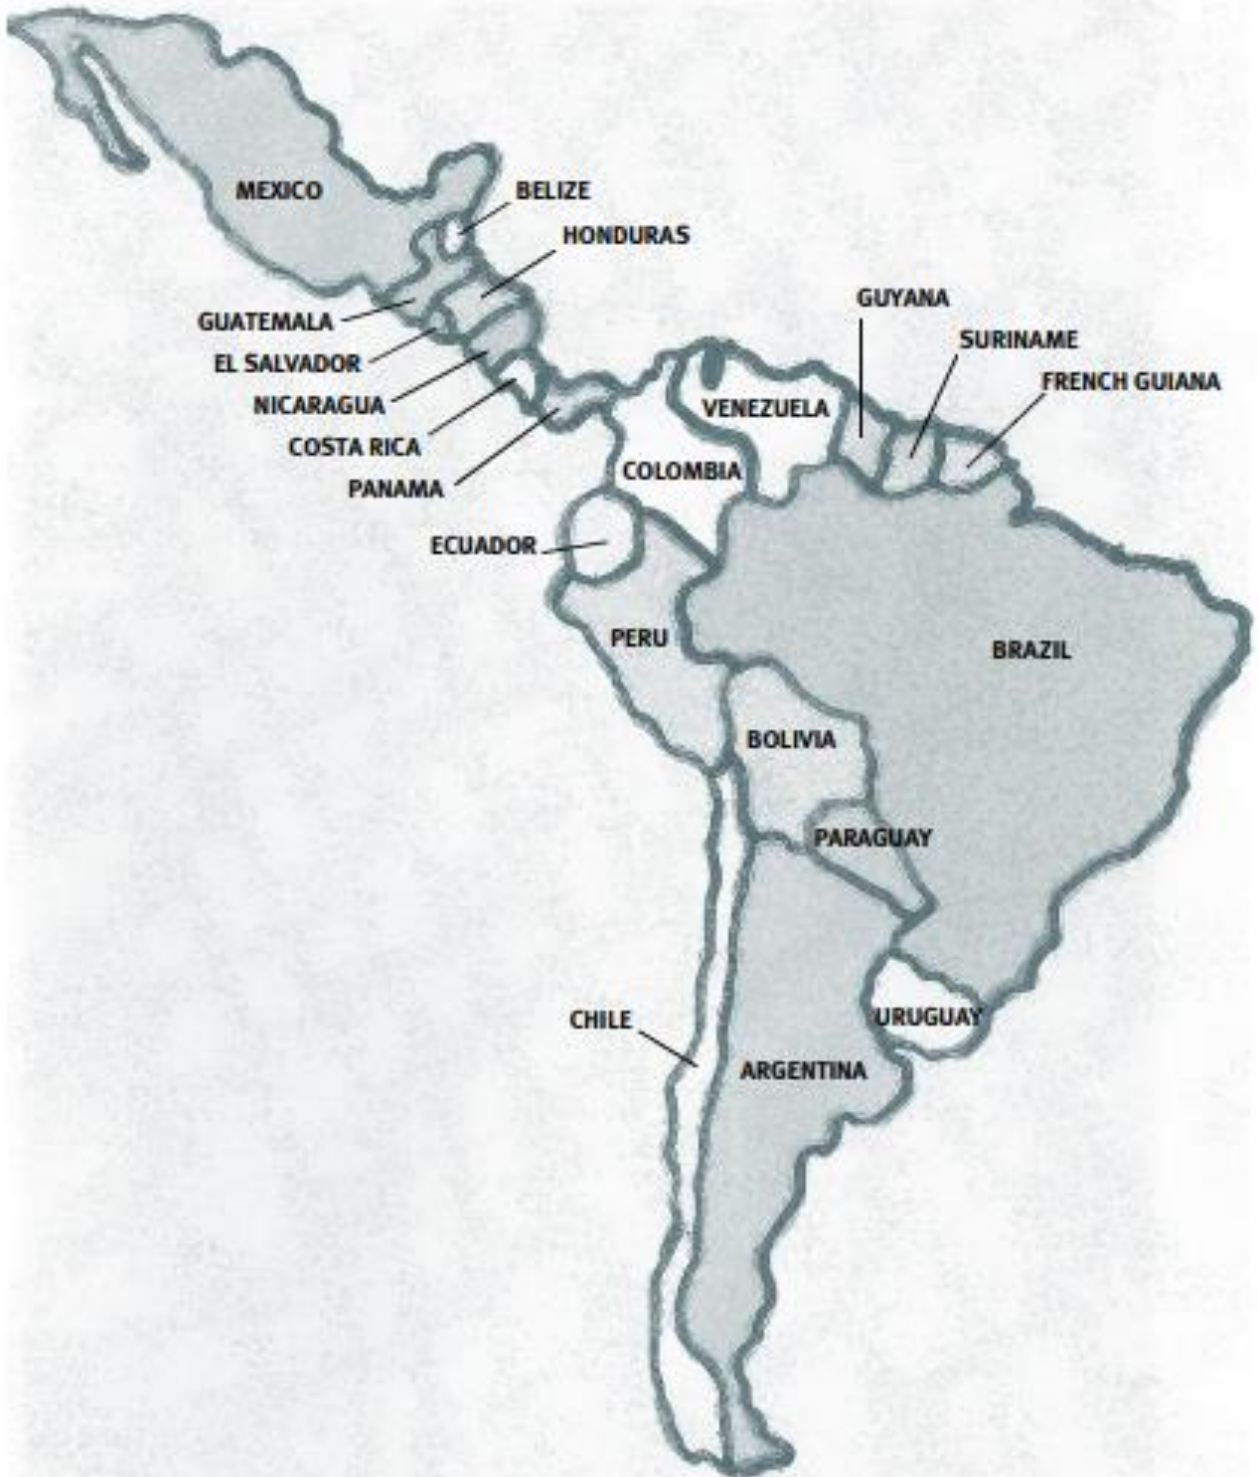 MEXICO
BELIZE
HONDURAS
GUATEMALA
EL SALVADOR
NICARAGUA
COSTA RICA
PANAMA
GUYANA
SURINAME
FRENCH GUIANA
VENEZUELA
COLOMBIA
ECUADOR
PERU
BRAZIL
BOLIVIA
PARAGUAY
CHILE
URUGUAY
ARGENTINA